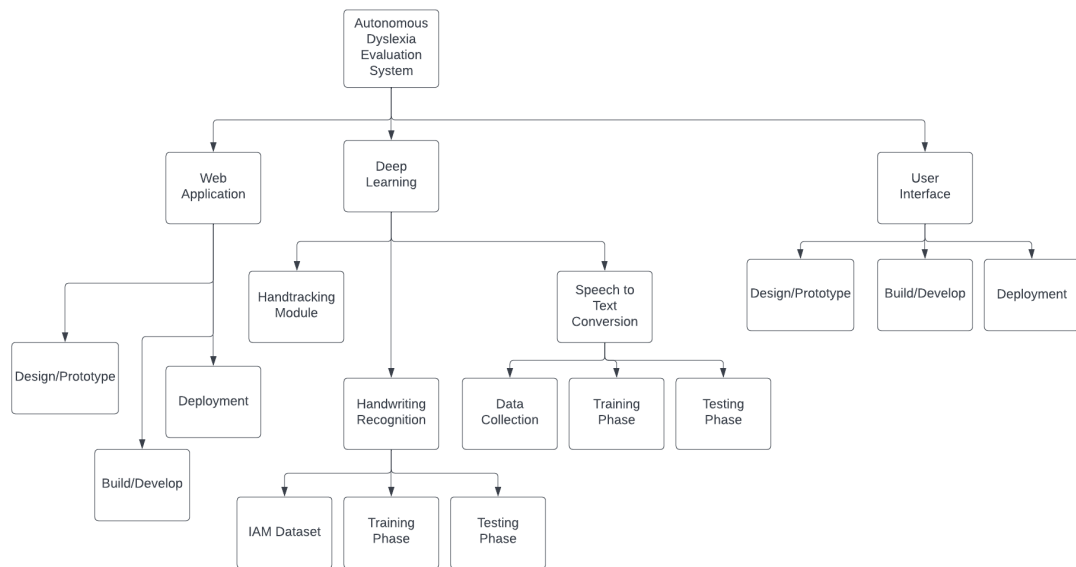 Autonomous
Dyslexia
Evaluation
System
Web
Application
Deep
Learning
User
Interface
Handtracking
Module
Speech to
Text
Conversion
Design/Prototype
Build/Develop
Deployment
Design/Prototype
Deployment
Build/Develop
Handwriting
Recognition
Data
Collection
Training
Phase
Testing
Phase
IAM Dataset
Training
Phase
Testing
Phase